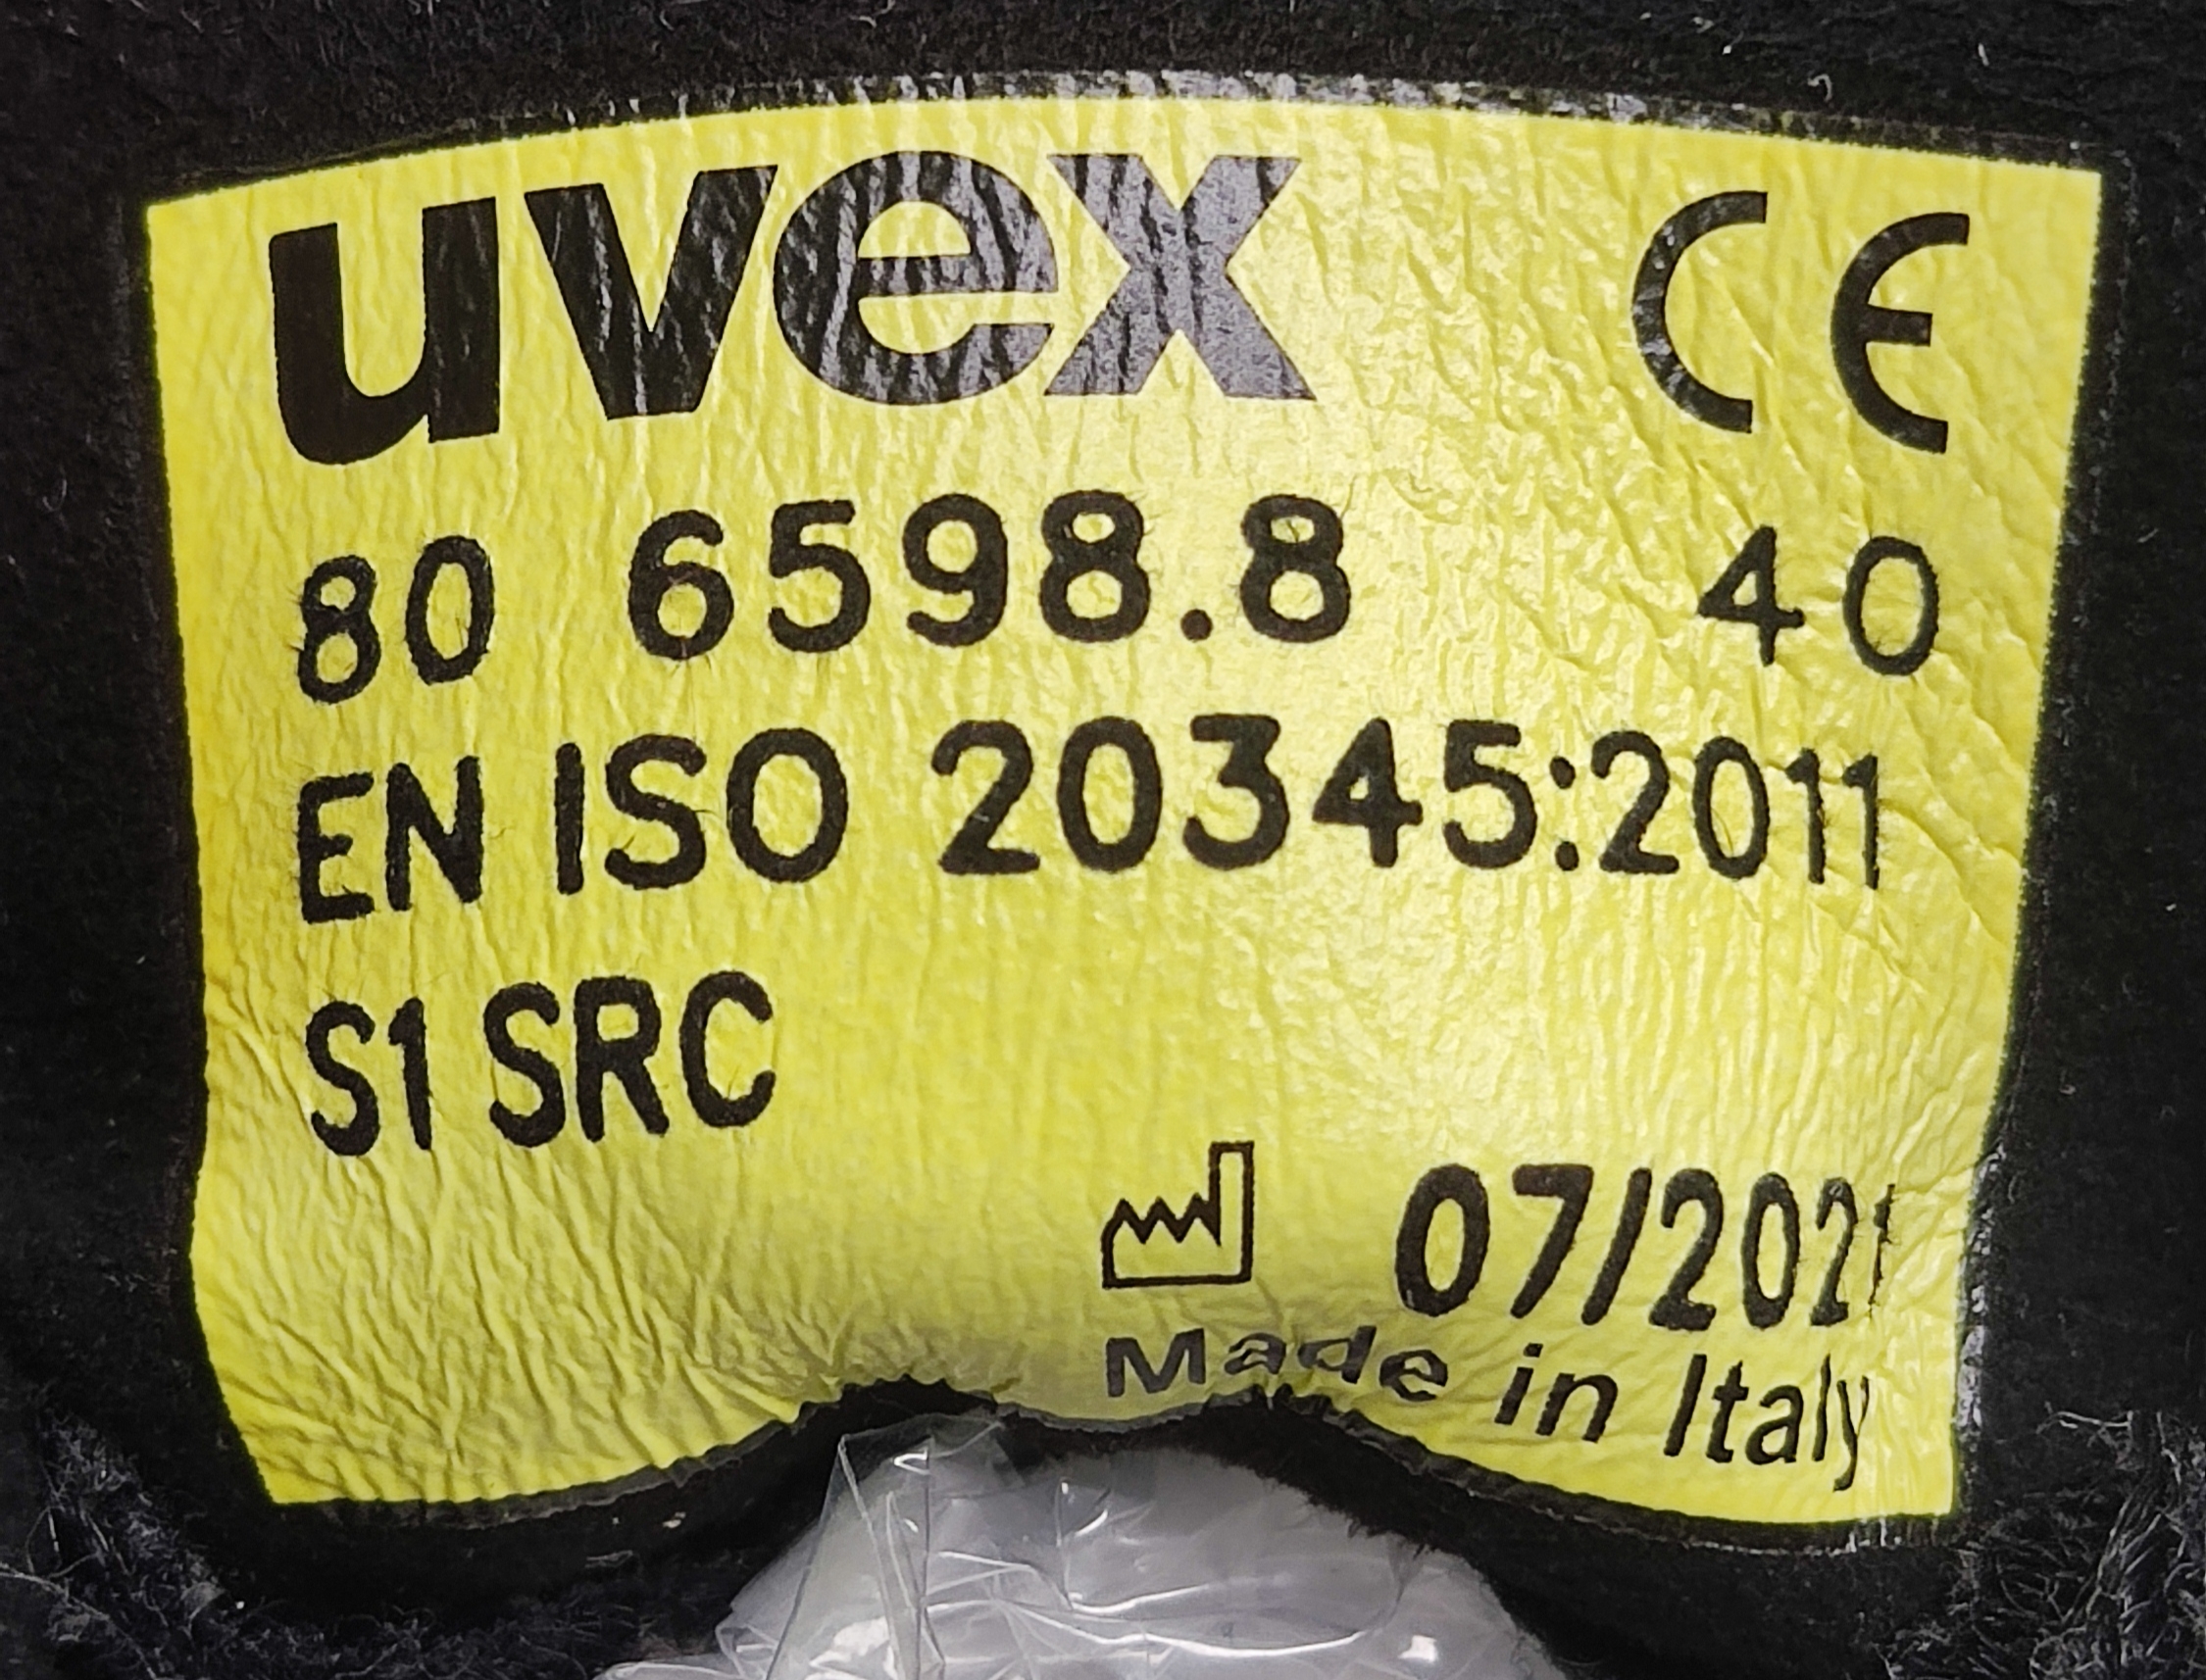 uvex CE
80 6598.8 40
EN ISO 20345:2011
S1 SRC
07/2021
Made in Italy